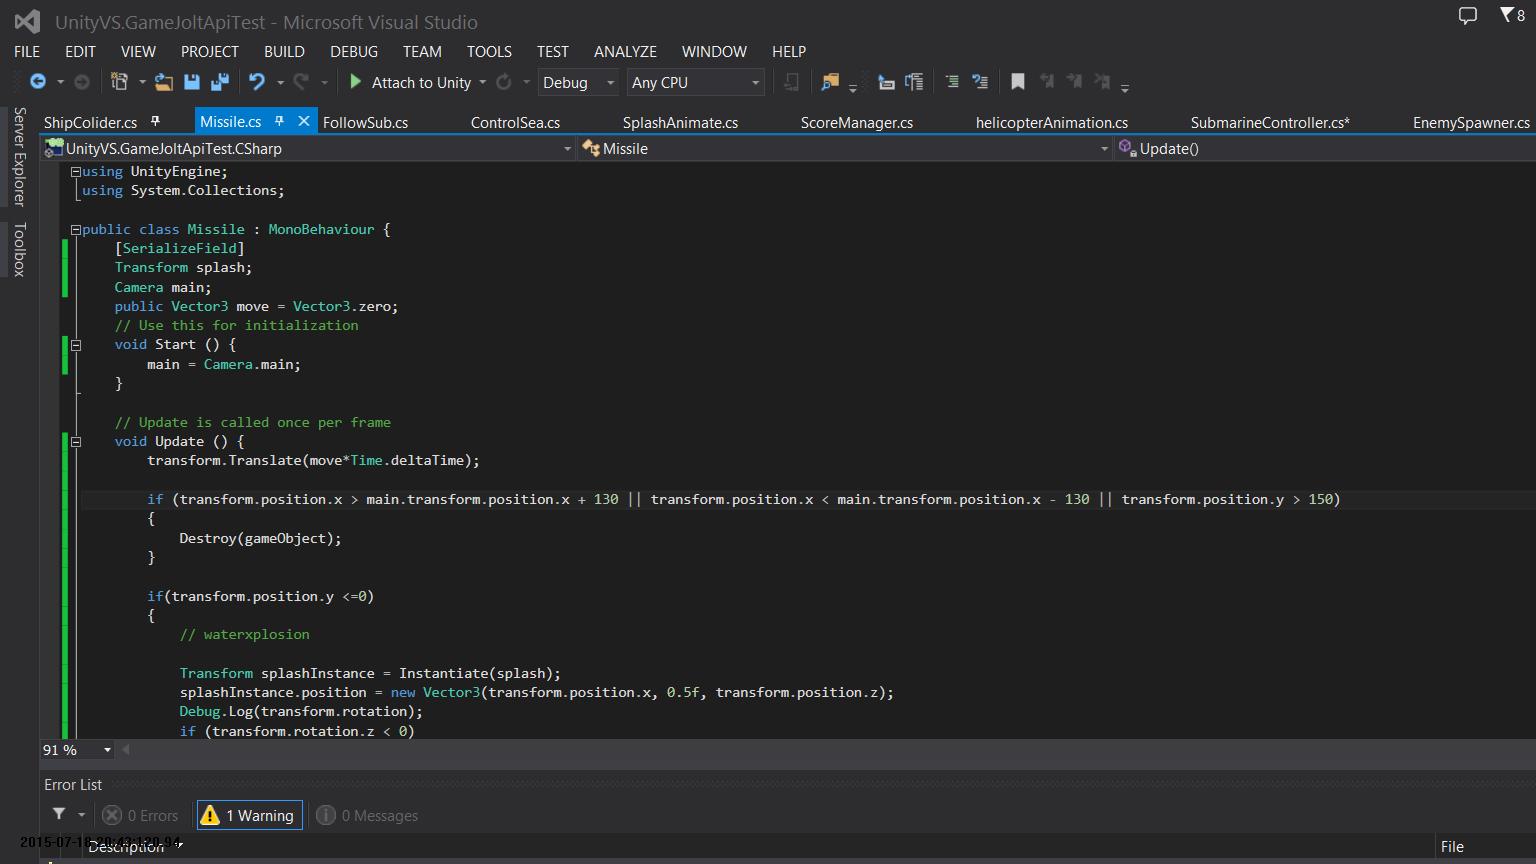 UnityVS.GameJoltApiTest - Microsoft Visual Studio
8
FILE EDIT VIEW PROJECT BUILD DEBUG TEAM TOOLS TEST ANALYZE WINDOW HELP
Attach to Unity Debug Any CPU
Server Explorer
Toolbox
ShipColider.cs Missile.cs FollowSub.cs ControlSea.cs SplashAnimate.cs ScoreManager.cs helicopterAnimation.cs SubmarineController.cs* EnemySpawner.cs
UnityVS.GameJoltApiTest.CSharp Missile Update()
using UnityEngine;
using System.Collections;
public class Missile : MonoBehaviour {
[SerializeField]
Transform splash;
Camera main;
public Vector3 move = Vector3.zero;
// Use this for initialization
void Start () {
main = Camera.main;
}
// Update is called once per frame
void Update () {
transform.Translate(move*Time.deltaTime);
if (transform.position.x > main.transform.position.x + 130 || transform.position.x < main.transform.position.x - 130 || transform.position.y > 150)
{
Destroy(gameObject);
}
if(transform.position.y <=0)
{
// waterxplosion
Transform splashInstance = Instantiate(splash);
splashInstance.position = new Vector3(transform.position.x, 0.5f, transform.position.z);
Debug.Log(transform.rotation);
if (transform.rotation.z < 0)
91 %
Error List
0 Errors 1 Warning 0 Messages
Description File